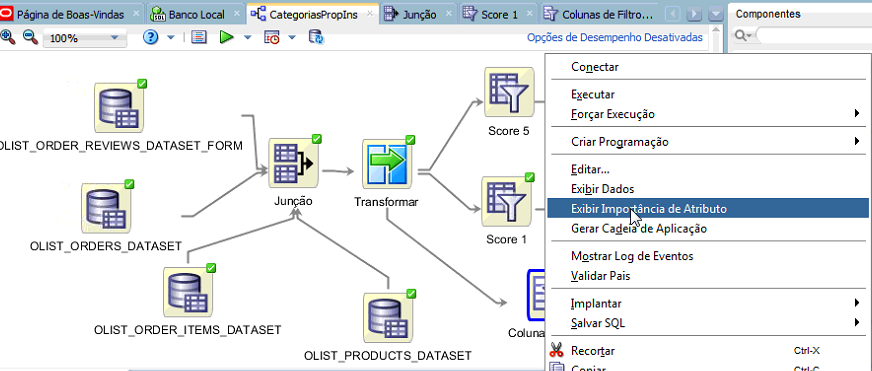 Página de Boas-Vindas
Banco Local
CategoriasPropIns
Junção
Score 1
Colunas de Filtro...
Componentes
100%
Opções de Desempenho Desativadas
OLIST_ORDER_REVIEWS_DATASET_FORM
OLIST_ORDERS_DATASET
OLIST_ORDER_ITEMS_DATASET
OLIST_PRODUCTS_DATASET
Junção
Transformar
Score 5
Score 1
Coluna
Conectar
Executar
Forçar Execução
Criar Programação
Editar...
Exibir Dados
Exibir Importância de Atributo
Gerar Cadeia de Aplicação
Mostrar Log de Eventos
Validar Pais
Implantar
Salvar SQL
Recortar Ctrl-X
Copiar Ctrl-C